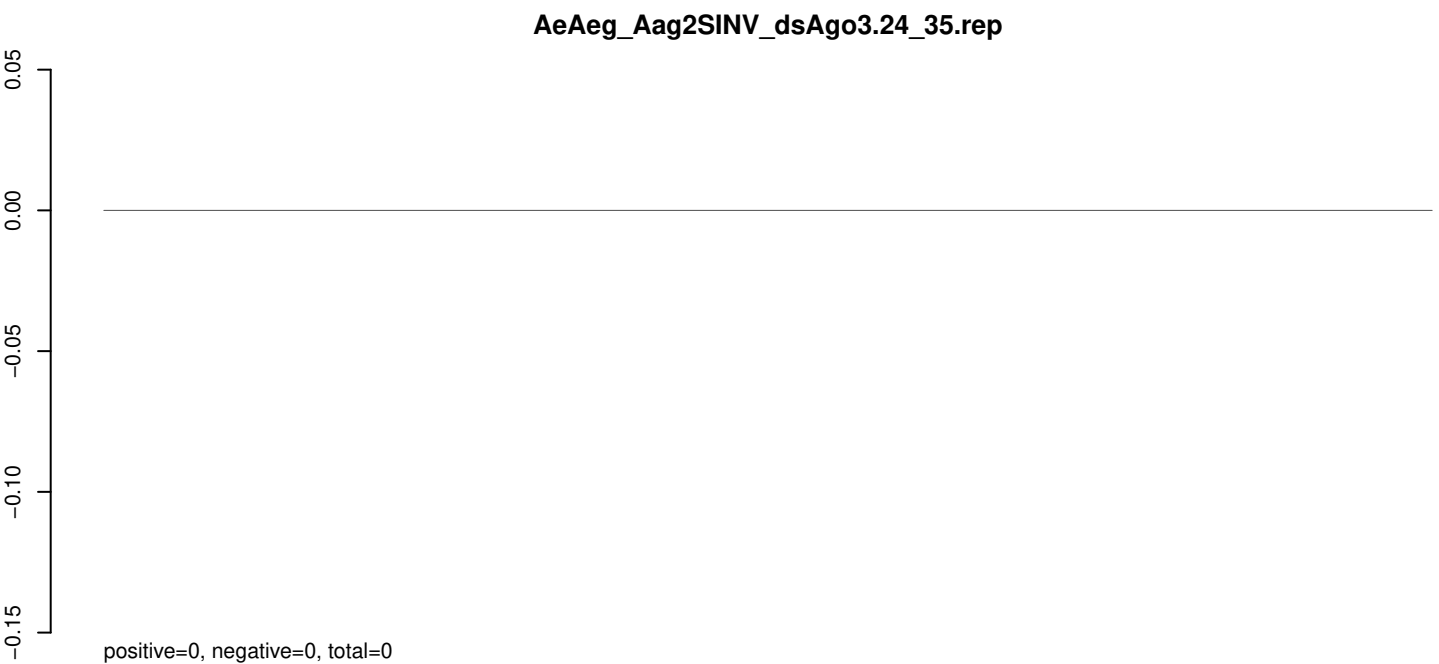 AeAeg_Aag2SINV_dsAgo3.24_35.rep
0.05
0.00
−0.05
−0.10
−0.15
positive=0, negative=0, total=0